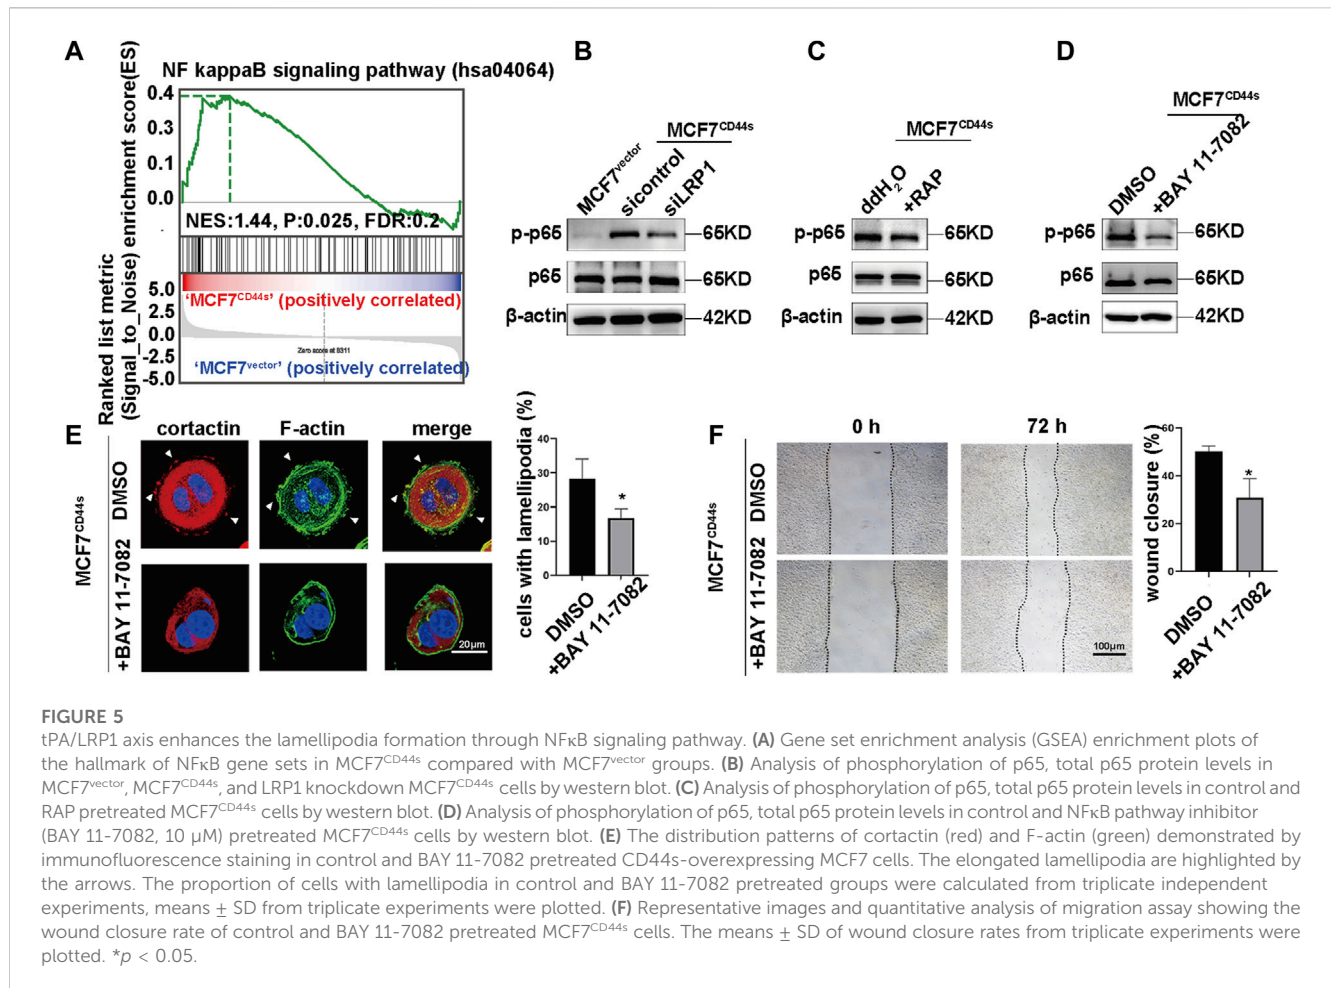 A
NF kappaB signaling pathway (hsa04064)
Ranked list metric
(Signal_to_Noise) enrichment score(ES)
0.4
0.3
0.1
0.0
NES:1.44, P:0.025, FDR:0.2
5.0
2.5
0.0
-2.5
-5.0
‘MCF7CD44s’ (positively correlated)
Zero score at 8311
‘MCF7vector’ (positively correlated)
B
MCF7CD44s
MCF7vector
sicontrol
siLRP1
p-p65
65KD
p65
65KD
β-actin
42KD
C
MCF7CD44s
ddH2O
+RAP
p-p65
65KD
p65
65KD
β-actin
42KD
D
MCF7CD44s
DMSO
+BAY 11-7082
p-p65
65KD
p65
65KD
β-actin
42KD
E
cortactin
F-actin
merge
MCF7CD44s
DMSO
+BAY 11-7082
20μm
cells with lamellipodia (%)
40
30
20
10
0
*
DMSO
+BAY 11-7082
F
0 h
72 h
MCF7CD44s
DMSO
+BAY 11-7082
100μm
wound closure (%)
60
40
20
0
*
DMSO
+BAY 11-7082
FIGURE 5
tPA/LRP1 axis enhances the lamellipodia formation through NFκB signaling pathway. (A) Gene set enrichment analysis (GSEA) enrichment plots of
the hallmark of NFκB gene sets in MCF7CD44s compared with MCF7vector groups. (B) Analysis of phosphorylation of p65, total p65 protein levels in
MCF7vector, MCF7CD44s, and LRP1 knockdown MCF7CD44s cells by western blot. (C) Analysis of phosphorylation of p65, total p65 protein levels in control and
RAP pretreated MCF7CD44s cells by western blot. (D) Analysis of phosphorylation of p65, total p65 protein levels in control and NFκB pathway inhibitor
(BAY 11-7082, 10 μM) pretreated MCF7CD44s cells by western blot. (E) The distribution patterns of cortactin (red) and F-actin (green) demonstrated by
immunofluorescence staining in control and BAY 11-7082 pretreated CD44s-overexpressing MCF7 cells. The elongated lamellipodia are highlighted by
the arrows. The proportion of cells with lamellipodia in control and BAY 11-7082 pretreated groups were calculated from triplicate independent
experiments, means ± SD from triplicate experiments were plotted. (F) Representative images and quantitative analysis of migration assay showing the
wound closure rate of control and BAY 11-7082 pretreated MCF7CD44s cells. The means ± SD of wound closure rates from triplicate experiments were
plotted. *p < 0.05.